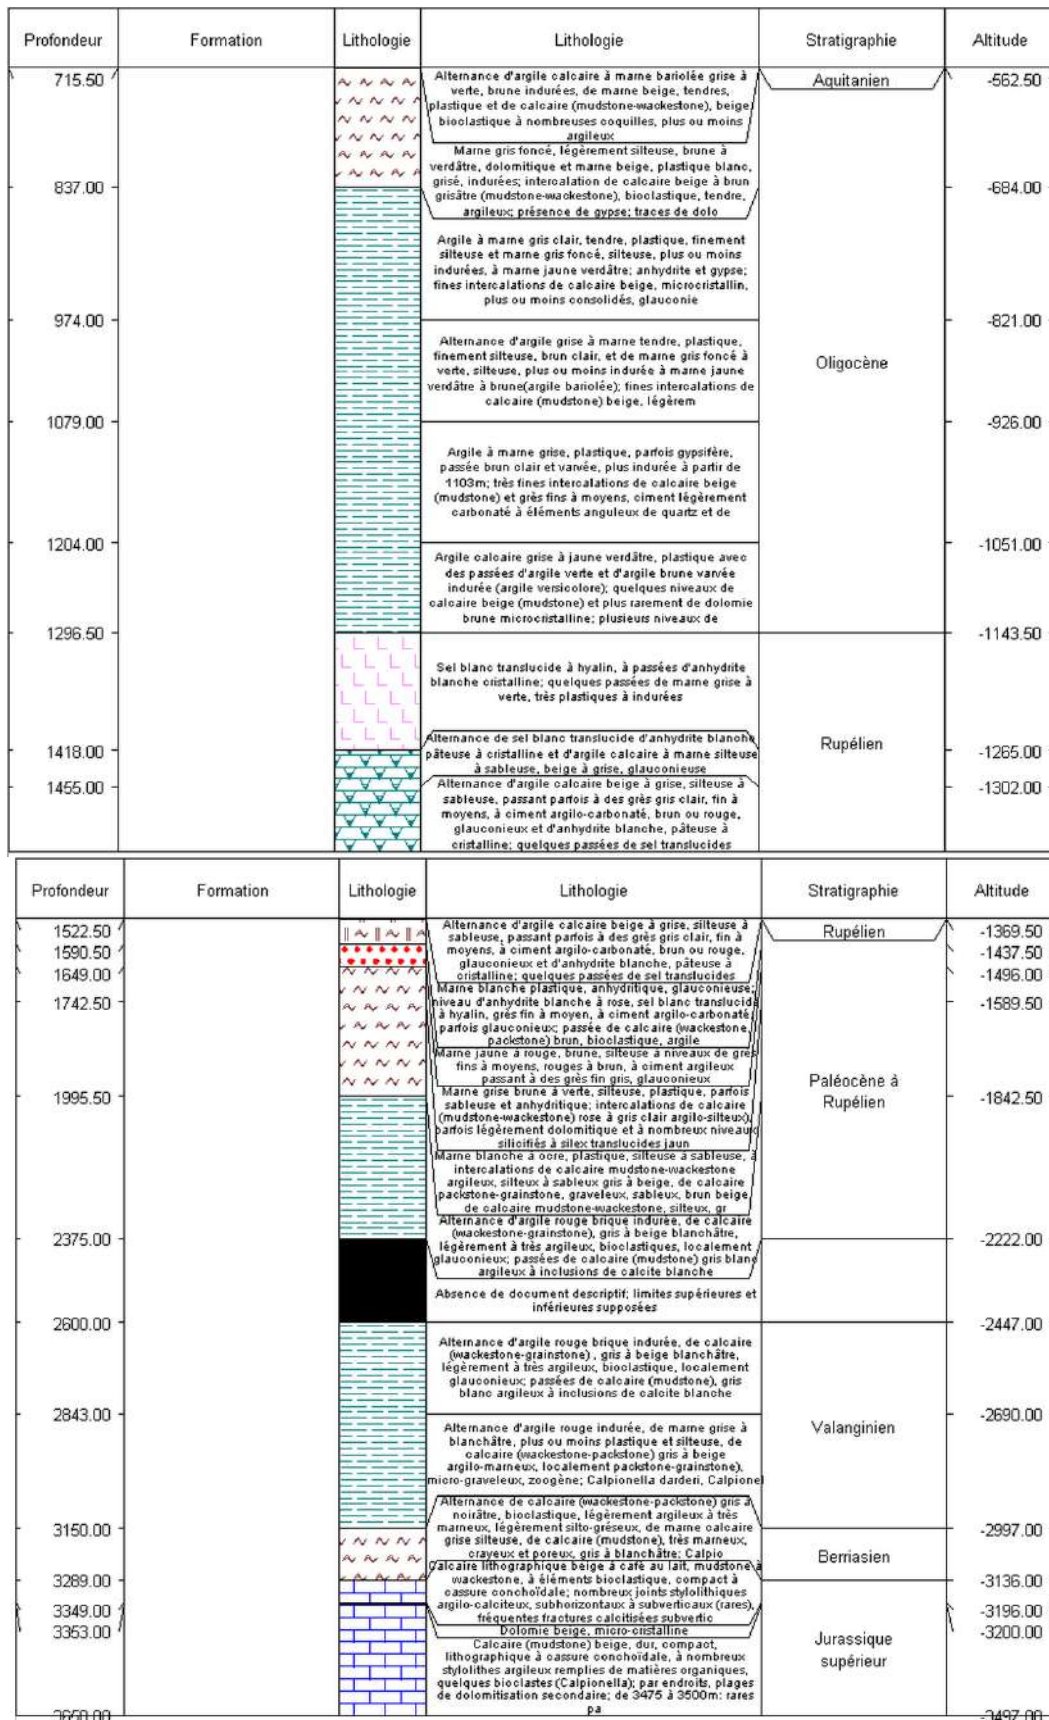 Profondeur Formation Lithologie Lithologie Stratigraphie Altitude
715.50 Aquitanien -562.50
Alternance d'argile calcaire à marne bariolée grise à
verte, brune indurées, de marne beige, tendres,
plastique et de calcaire (mudstone-wackestone), beige
bioclastique à nombreuses coquilles, plus ou moins
argileux
Marne gris foncé, légèrement silteuse, brune à
verdâtre, dolomitique et marne beige, plastique blanc,
grisé, indurées; intercalation de calcaire beige à brun
grisâtre (mudstone-wackestone), bioclastique, tendre,
argileux; présence de gypse; traces de dolo
837.00 -684.00
Argile à marne gris clair, tendre, plastique, finement
silteuse et marne gris foncé, silteuse, plus ou moins
indurées, à marne jaune verdâtre; anhydrite et gypse;
fines intercalations de calcaire beige, microcristallin,
plus ou moins consolidés, glauconie
974.00 -821.00
Alternance d'argile grise à marne tendre, plastique,
finement silteuse, brun clair, et de marne gris foncé à
verte, silteuse, plus ou moins indurée à marne jaune
verdâtre à brune(argile bariolée); fines intercalations de
calcaire (mudstone) beige, légèrem
Oligocène
1079.00 -926.00
Argile à marne grise, plastique, parfois gypsifère,
passée brun clair et varvée, plus indurée à partir de
1103m; très fines intercalations de calcaire beige
(mudstone) et grès fins à moyens, ciment légèrement
carbonaté à éléments anguleux de quartz et de
1204.00 -1051.00
Argile calcaire grise à jaune verdâtre, plastique avec
des passées d'argile verte et d'argile brune varvée
indurée (argile versicolore); quelques niveaux de
calcaire beige (mudstone) et plus rarement de dolomie
brune microcristalline; plusieurs niveaux de
1296.50 -1143.50
Sel blanc translucide à hyalin, à passées d'anhydrite
blanche cristalline; quelques passées de marne grise à
verte, très plastiques à indurées
Rupélien
1418.00 -1265.00
Alternance de sel blanc translucide d'anhydrite blanche
pâteuse à cristalline et d'argile calcaire à marne silteuse
à sableuse, beige à grise, glauconieuse
1455.00 -1302.00
Alternance d'argile calcaire beige à grise, silteuse à
sableuse, passant parfois à des grès gris clair, fin à
moyens, à ciment argilo-carbonaté, brun ou rouge,
glauconieux et d'anhydrite blanche, pâteuse à
cristalline; quelques passées de sel translucides
Profondeur Formation Lithologie Lithologie Stratigraphie Altitude
1522.50 Rupélien -1369.50
1590.50 -1437.50
1649.00 -1496.00
1742.50 -1589.50
Alternance d'argile calcaire beige à grise, silteuse à
sableuse, passant parfois à des grès gris clair, fin à
moyens, à ciment argilo-carbonaté, brun ou rouge,
glauconieux et d'anhydrite blanche, pâteuse à
cristalline; quelques passées de sel translucides
Marne blanche plastique, anhydritique, glauconieuse;
niveau d'anhydrite blanche à rose, sel blanc translucide
à hyalin, grès fin à moyen, à ciment argilo-carbonaté
parfois glauconieux; passée de calcaire (wackestone,
packstone) brun, bioclastique, argile
Marne jaune à rouge, brune, silteuse à niveaux de grès
fins à moyens, rouges à brun, à ciment argileux
passant à des grès fin gris, glauconieux
Paléocène à
Rupélien
1995.50 -1842.50
Marne grise brune à verte, silteuse, plastique, parfois
sableuse et anhydritique; intercalations de calcaire
(mudstone-wackestone) rose à gris clair argilo-silteux),
parfois légèrement dolomitique et à nombreux niveaux
silicifiés à silex translucides jaun
Marne blanche à ocre, plastique, silteuse à sableuse, à
intercalations de calcaire mudstone-wackestone
argileux, silteux à sableux gris à beige, de calcaire
packstone-grainstone, graveleux, sableux, brun beige
de calcaire mudstone-wackestone, silteux, gr
Alternance d'argile rouge brique indurée, de calcaire
(wackestone-grainstone), gris à beige blanchâtre,
légèrement à très argileux, bioclastiques, localement
glauconieux; passées de calcaire (mudstone) gris blanc
argileux à inclusions de calcite blanche
2375.00 -2222.00
Absence de document descriptif; limites supérieures et
inférieures supposées
2600.00 -2447.00
Alternance d'argile rouge brique indurée, de calcaire
(wackestone-grainstone) , gris à beige blanchâtre,
légèrement à très argileux, bioclastique, localement
glauconieux; passées de calcaire (mudstone), gris
blanc argileux à inclusions de calcite blanche
2843.00 -2690.00
Valanginien
Alternance d'argile rouge indurée, de marne grise à
blanchâtre, plus ou moins plastique et silteuse, de
calcaire (wackestone-packstone) gris à beige
argilo-marneux, localement packstone-grainstone),
micro-graveleux, zoogène; Calpionella darderi, Calpionel
3150.00 -2997.00
Alternance de calcaire (wackestone-packstone) gris à
noirâtre, bioclastique, légèrement argileux à très
marneux, légèrement silto-gréseux, de marne calcaire
grise silteuse, de calcaire (mudstone), très marneux,
crayeux et poreux, gris à blanchâtre; Calpio
Berriasien
3289.00 -3136.00
Calcaire lithographique beige à café au lait, mudstone à
wackestone, à éléments bioclastique, compact à
cassure conchoïdale; nombreux joints stylolithiques
argilo-calciteux, subhorizontaux à subverticaux (rares),
fréquentes fractures calcitisées subvertic
3349.00 -3196.00
Dolomie beige, micro-cristalline
3353.00 -3200.00
Calcaire (mudstone) beige, dur, compact,
lithographique à cassure conchoïdale, à nombreux
stylolithes argileux remplies de matières organiques,
quelques bioclastes (Calpionella); par endroits, plages
de dolomitisation secondaire; de 3475 à 3500m: rares
pa
Jurassique
supérieur
3650.00 -3497.00